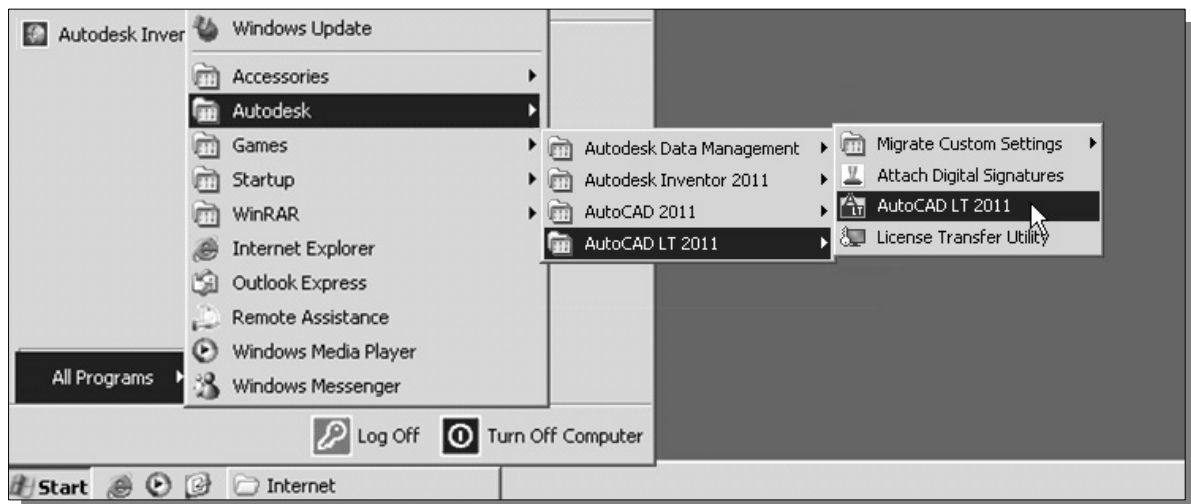 Autodesk Inver
Windows Update
Accessories
Autodesk
Games
Startup
WinRAR
Internet Explorer
Outlook Express
Remote Assistance
Windows Media Player
Windows Messenger
Autodesk Data Management
Autodesk Inventor 2011
AutoCAD 2011
AutoCAD LT 2011
Migrate Custom Settings
Attach Digital Signatures
AutoCAD LT 2011
License Transfer Utility
All Programs
Log Off
Turn Off Computer
Start
Internet